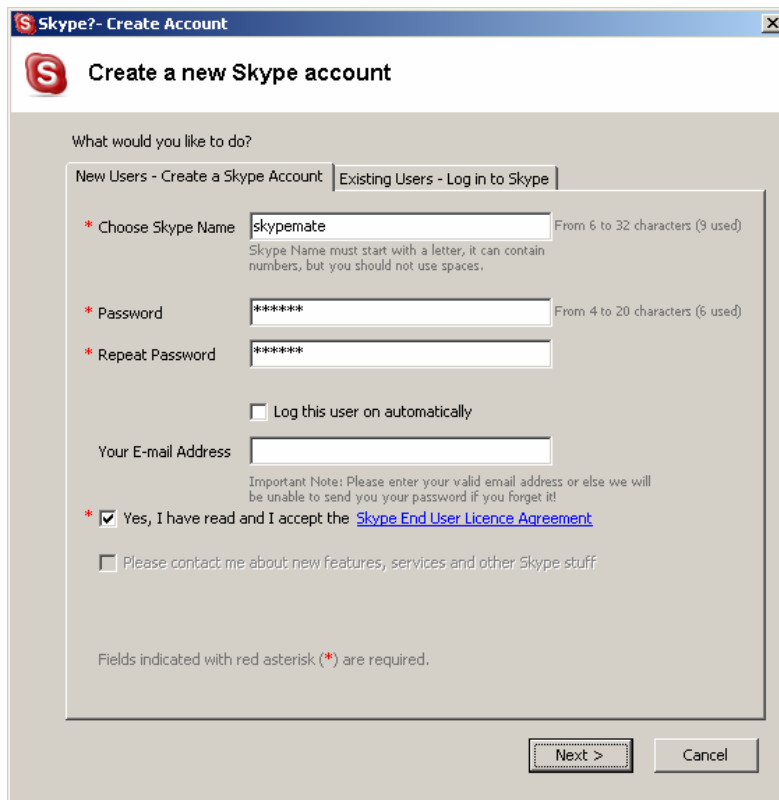 Skype?- Create Account
Create a new Skype account
What would you like to do?
New Users - Create a Skype Account Existing Users - Log in to Skype
* Choose Skype Name skypemate From 6 to 32 characters (9 used)
Skype Name must start with a letter, it can contain
numbers, but you should not use spaces.
* Password ****** From 4 to 20 characters (6 used)
* Repeat Password ******
Log this user on automatically
Your E-mail Address
Important Note: Please enter your valid email address or else we will
be unable to send you your password if you forget it!
* Yes, I have read and I accept the Skype End User Licence Agreement
Please contact me about new features, services and other Skype stuff
Fields indicated with red asterisk (*) are required.
Next > Cancel